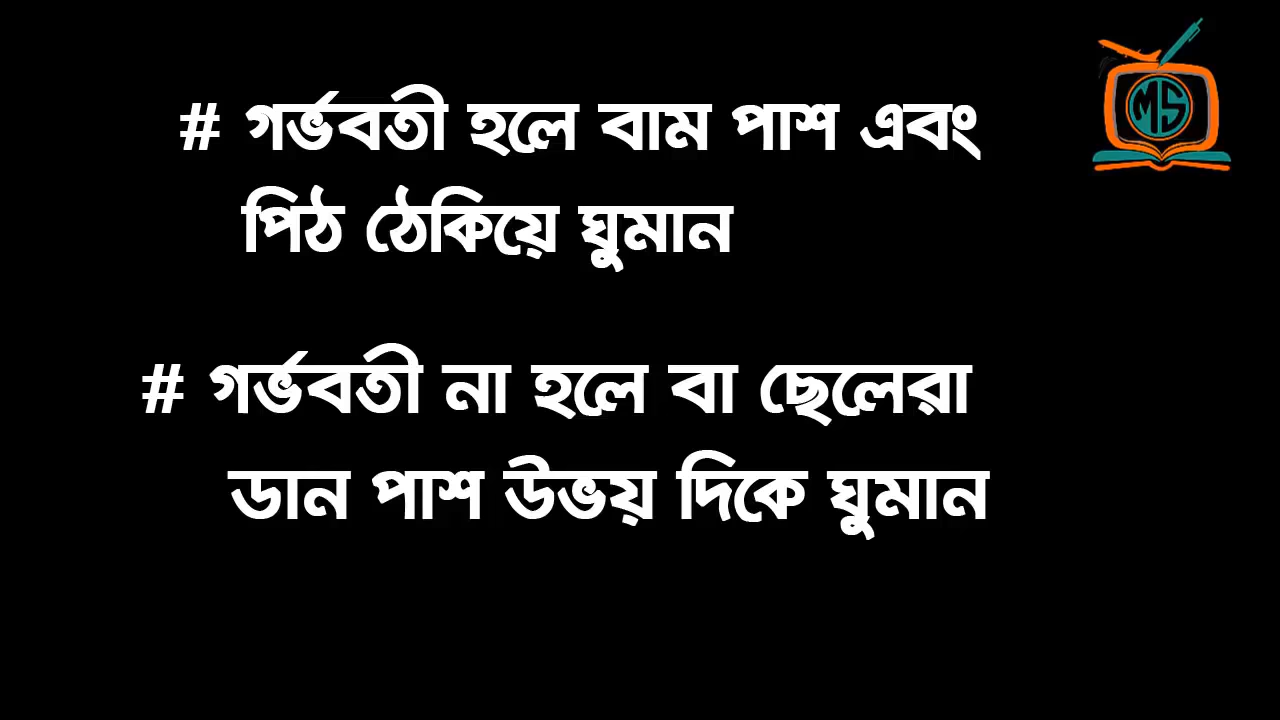 # গর্ভবতী হলে বাম পাশ এবং
পিঠ ঠেকিয়ে ঘুমান
# গর্ভবতী না হলে বা ছেলেরা
ডান পাশ উভয় দিকে ঘুমান
MS